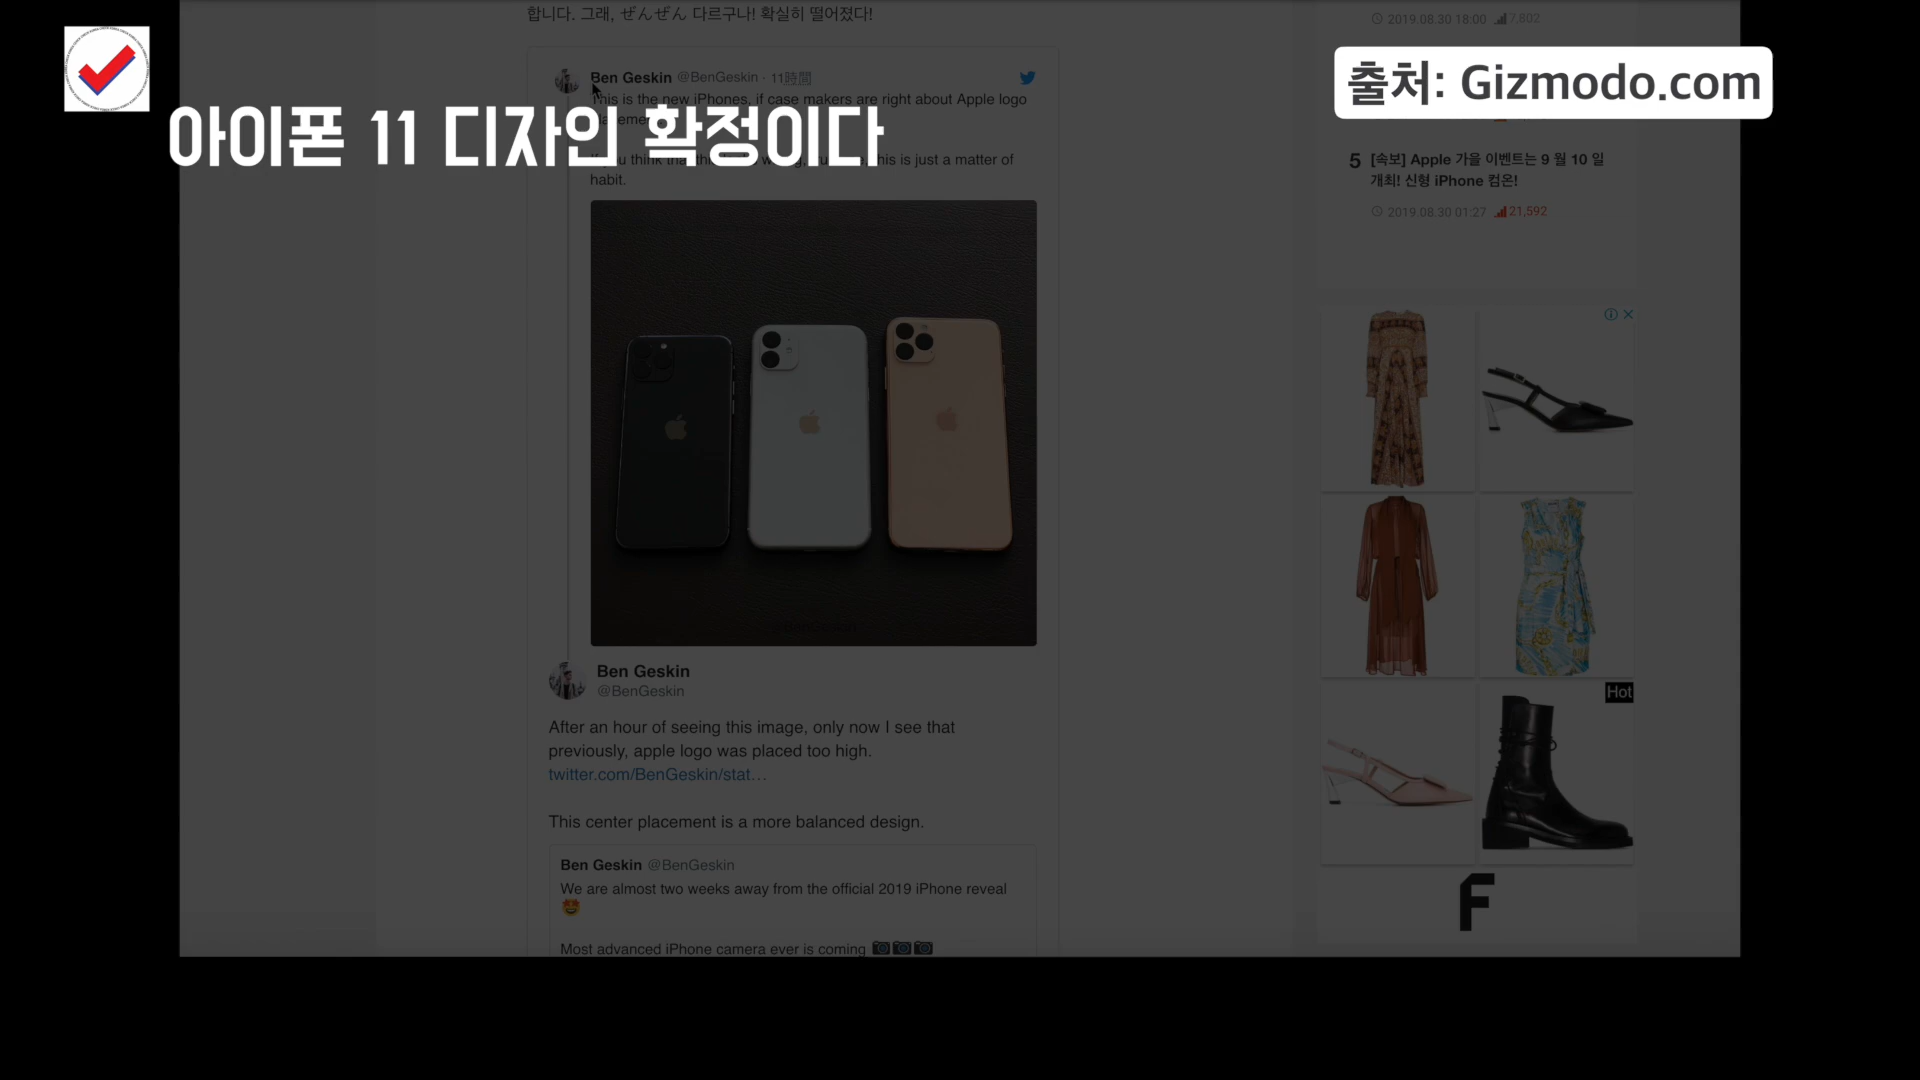 합니다. 그래, ぜんぜん 다르구나! 확실히 떨어졌다!
Ben Geskin @BenGeskin · 11時間
This is the new iPhones, if case makers are right about Apple logo
think
this is just a matter of
habit.
아이폰 11 디자인 확정이다
출처: Gizmodo.com
Ben Geskin
@BenGeskin
After an hour of seeing this image, only now I see that
previously, apple logo was placed too high.
twitter.com/BenGeskin/stat…
This center placement is a more balanced design.
Ben Geskin @BenGeskin
We are almost two weeks away from the official 2019 iPhone reveal
Most advanced iPhone camera ever is coming
2019.08.30 18:00 7,802
5 [속보] Apple 가을 이벤트는 9 월 10 일
개최! 신형 iPhone 컴온!
2019.08.30 01:27 21,592
Hot
F